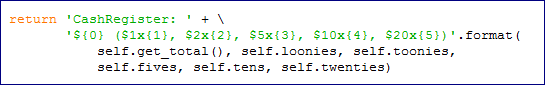 return 'CashRegister: ' + \
'${0} ($1x{1}, $2x{2}, $5x{3}, $10x{4}, $20x{5})'.format(
self.get_total(), self.loonies, self.toonies,
self.fives, self.tens, self.twenties)